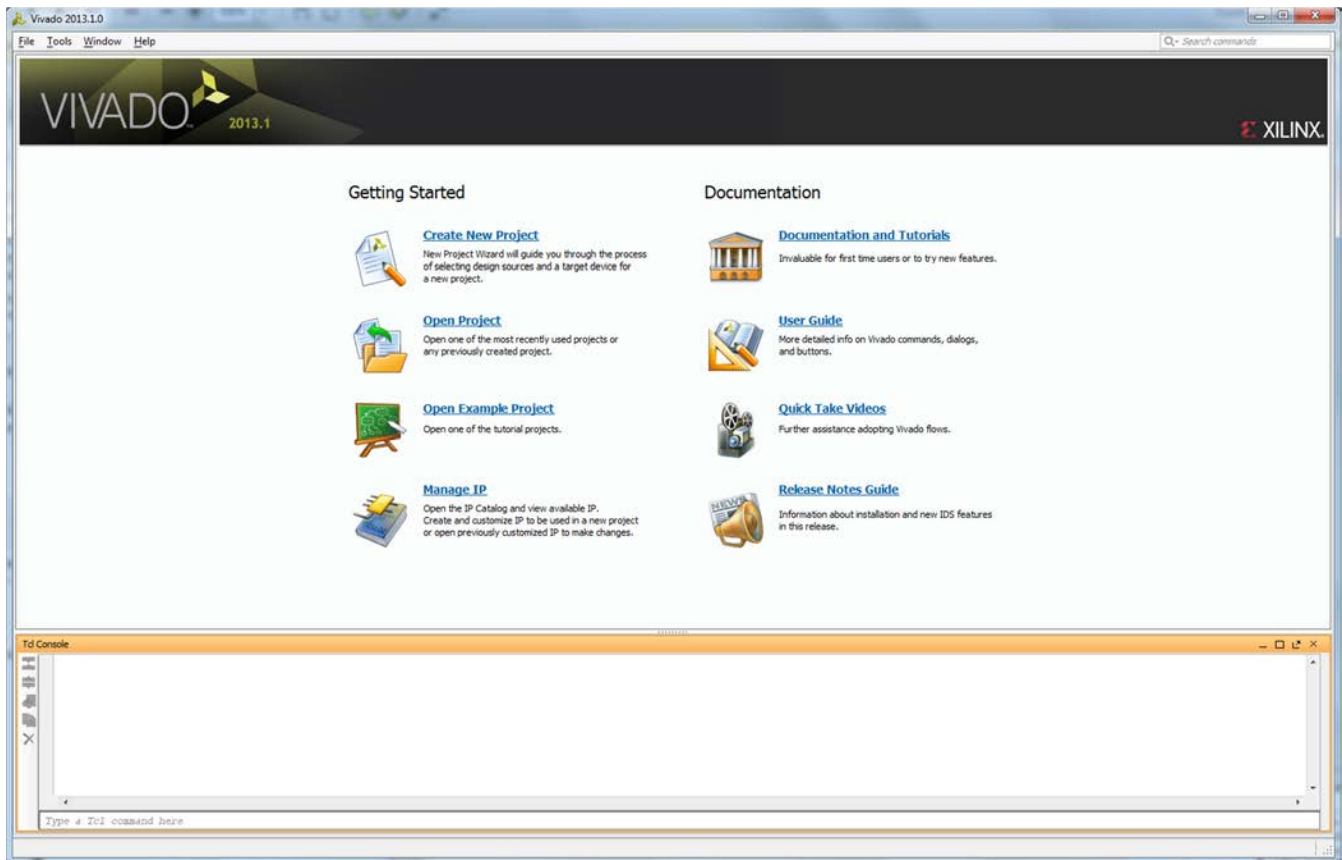 Vivado 2013.1.0
File Tools Window Help
Search commands
VIVADO
2013.1
XILINX
Getting Started
Create New Project
New Project Wizard will guide you through the process
of selecting design sources and a target device for
a new project.
Open Project
Open one of the most recently used projects or
any previously created project.
Open Example Project
Open one of the tutorial projects.
Manage IP
Open the IP Catalog and view available IP.
Create and customize IP to be used in a new project
or open previously customized IP to make changes.
Documentation
Documentation and Tutorials
Invaluable for first time users or to try new features.
User Guide
More detailed info on Vivado commands, dialogs,
and buttons.
Quick Take Videos
Further assistance adopting Vivado flows.
NEWS
Release Notes Guide
Information about installation and new IDS features
in this release.
Tcl Console
Type a Tcl command here